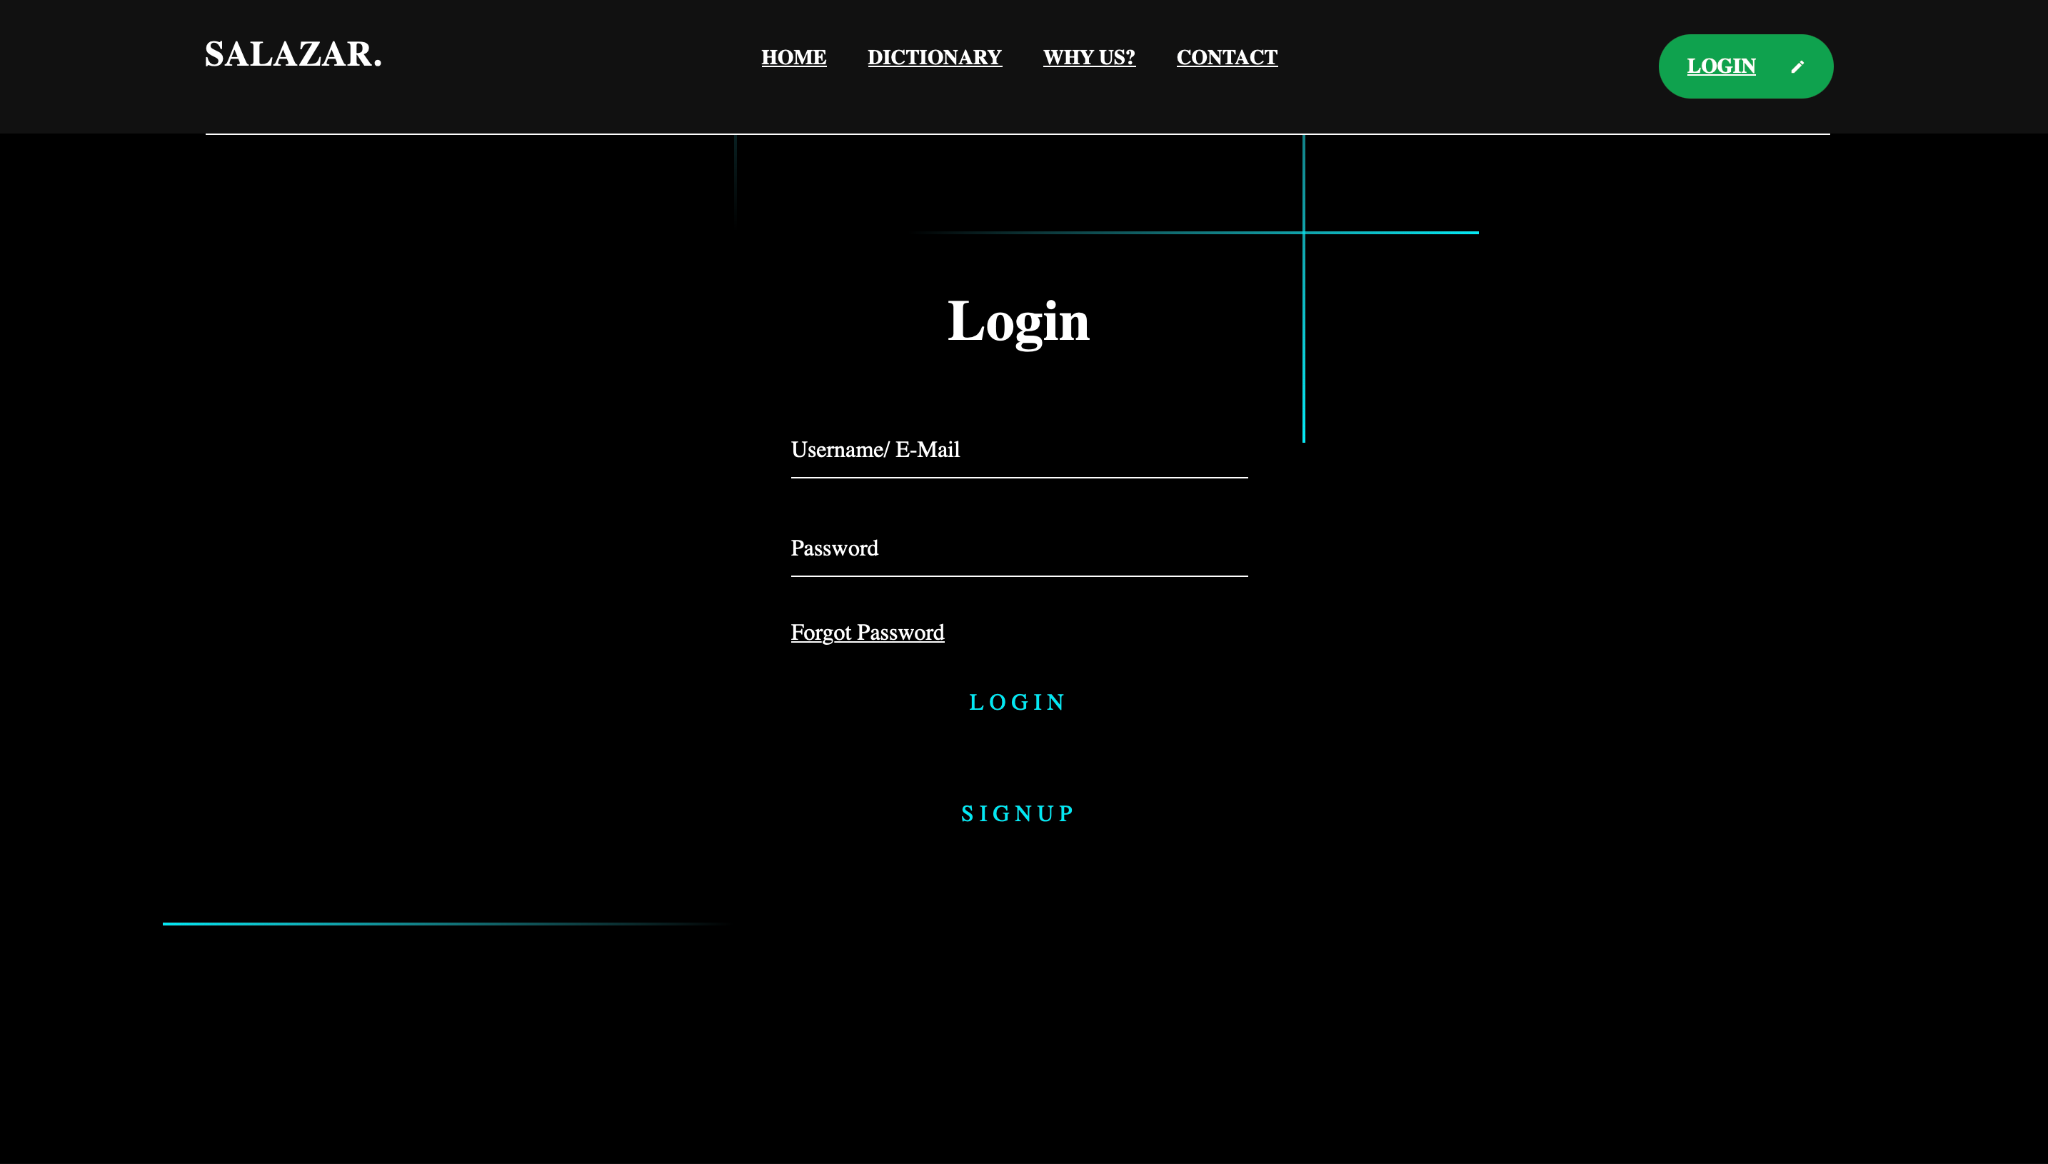 SALAZAR.
HOME DICTIONARY WHY US? CONTACT
LOGIN
Login
Username/ E-Mail
Password
Forgot Password
LOGIN
SIGNUP